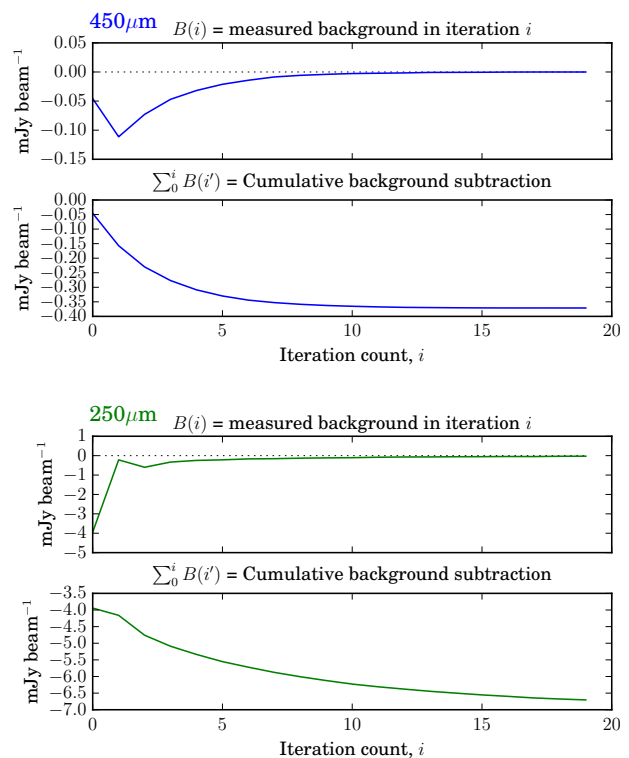 450μm
B(i) = measured background in iteration i
0.05
0.00
−0.05
−0.10
−0.15
mJy beam⁻¹
∑₀ⁱ B(i′) = Cumulative background subtraction
0.00
−0.05
−0.10
−0.15
−0.20
−0.25
−0.30
−0.35
−0.40
mJy beam⁻¹
0 5 10 15 20
Iteration count, i
250μm
B(i) = measured background in iteration i
1
0
−1
−2
−3
−4
−5
mJy beam⁻¹
∑₀ⁱ B(i′) = Cumulative background subtraction
−3.5
−4.0
−4.5
−5.0
−5.5
−6.0
−6.5
−7.0
mJy beam⁻¹
0 5 10 15 20
Iteration count, i